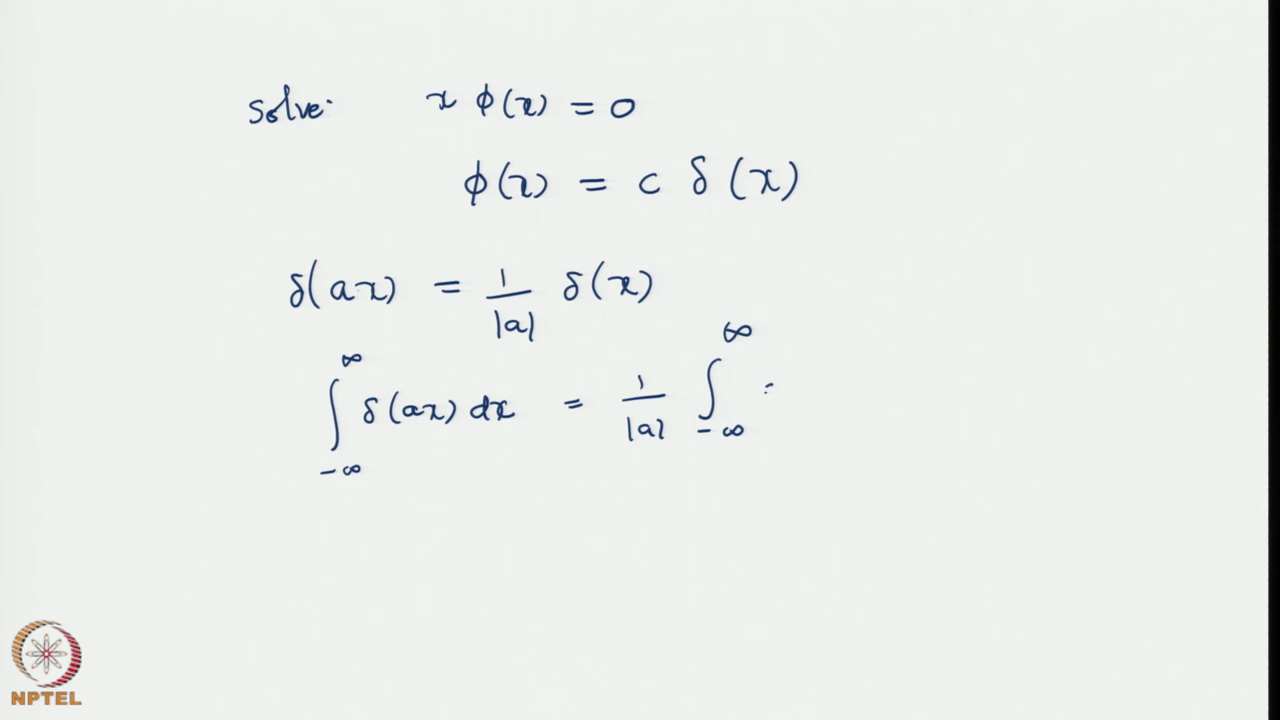 solve: x ϕ(x) = 0
ϕ(x) = c δ(x)
δ(ax) = 1/|a| δ(x)
∫_{-∞}^{∞} δ(ax) dx = 1/|a| ∫_{-∞}^{∞}
NPTEL